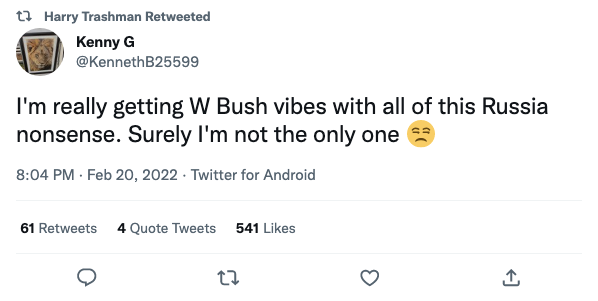 Harry Trashman Retweeted
Kenny G
@KennethB25599
I'm really getting W Bush vibes with all of this Russia
nonsense. Surely I'm not the only one 😒
8:04 PM · Feb 20, 2022 · Twitter for Android
61 Retweets 4 Quote Tweets 541 Likes